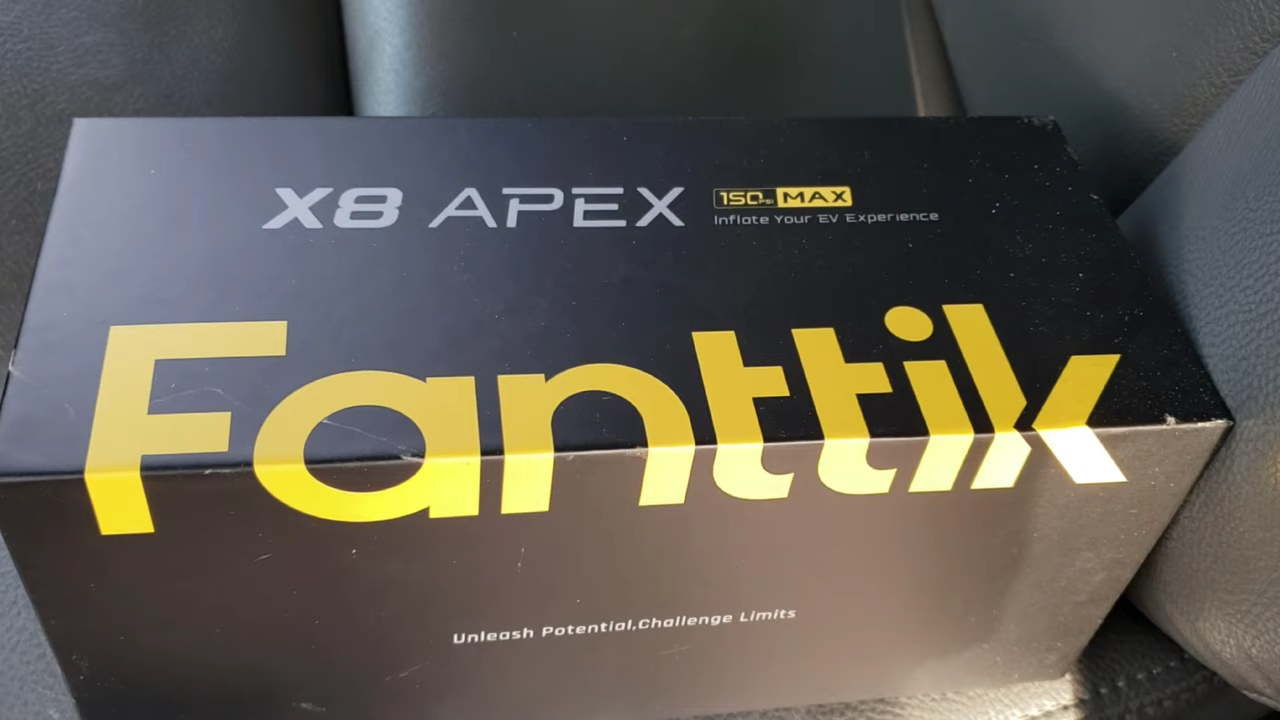 X8 APEX
150PSI MAX
Inflate Your EV Experience
Fanttik
Unleash Potential,Challenge Limits